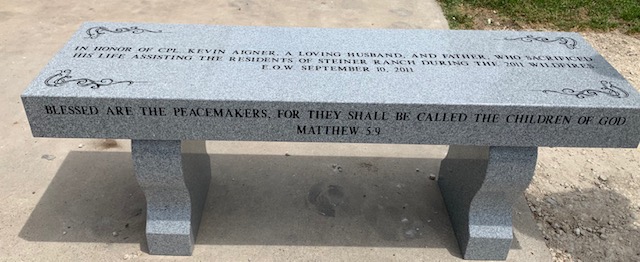 IN HONOR OF CPL. KEVIN AIGNER, A LOVING HUSBAND, AND FATHER, WHO SACRIFICED
HIS LIFE ASSISTING THE RESIDENTS OF STEINER RANCH DURING THE 2011 WILDFIRES.
E.O.W SEPTEMBER 10, 2011
BLESSED ARE THE PEACEMAKERS, FOR THEY SHALL BE CALLED THE CHILDREN OF GOD
MATTHEW 5:9